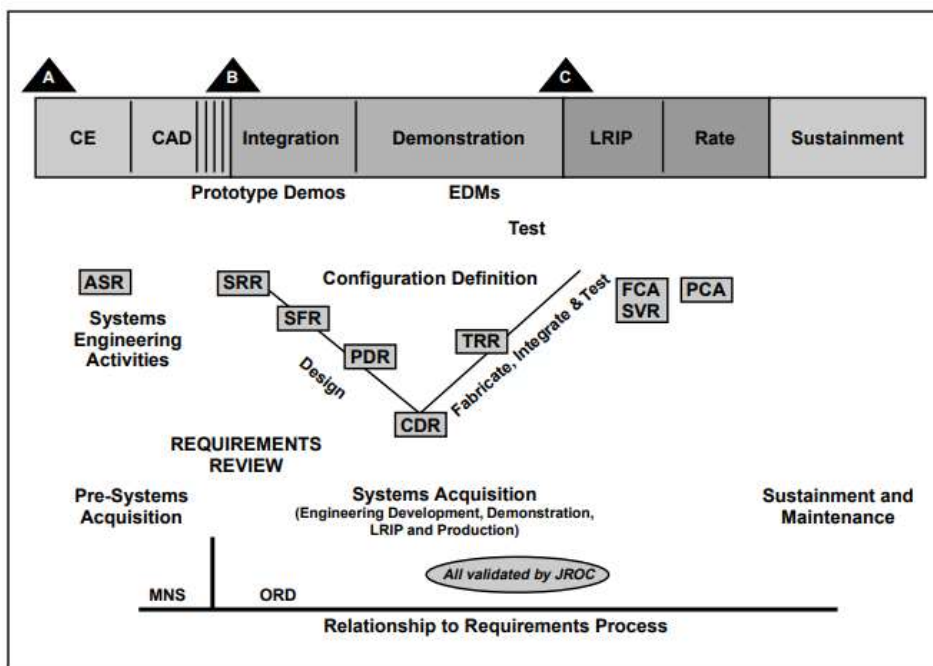 A
B
C
CE
CAD
Integration
Demonstration
LRIP
Rate
Sustainment
Prototype Demos
EDMs
Test
Configuration Definition
ASR
SRR
SFR
PDR
CDR
TRR
FCA
SVR
PCA
Systems
Engineering
Activities
Design
Fabricate, Integrate & Test
REQUIREMENTS
REVIEW
Pre-Systems
Acquisition
Systems Acquisition
(Engineering Development, Demonstration,
LRIP and Production)
Sustainment and
Maintenance
All validated by JROC
MNS
ORD
Relationship to Requirements Process